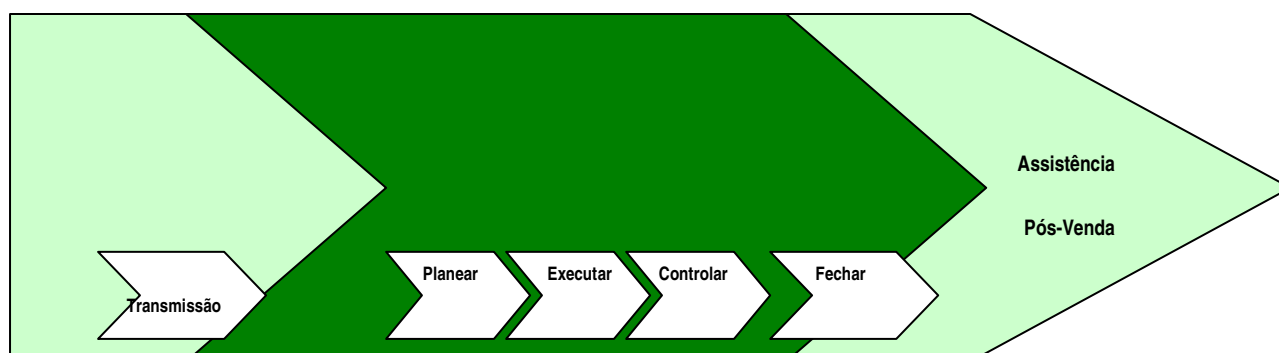 Assistência
Pós-Venda
Transmissão
Planear
Executar
Controlar
Fechar